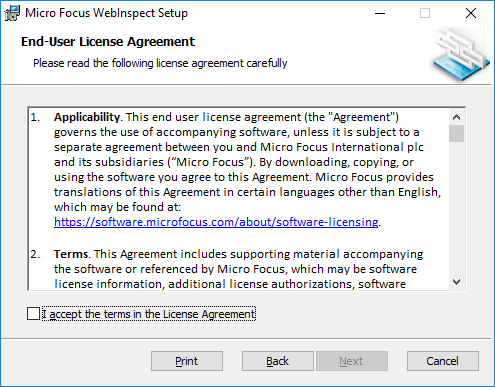 Micro Focus WebInspect Setup
End-User License Agreement
Please read the following license agreement carefully
1. Applicability. This end user license agreement (the "Agreement")
governs the use of accompanying software, unless it is subject to a
separate agreement between you and Micro Focus International plc
and its subsidiaries (“Micro Focus”). By downloading, copying, or
using the software you agree to this Agreement. Micro Focus provides
translations of this Agreement in certain languages other than English,
which may be found at:
https://software.microfocus.com/about/software-licensing.
2. Terms. This Agreement includes supporting material accompanying
the software or referenced by Micro Focus, which may be software
license information, additional license authorizations, software
I accept the terms in the License Agreement
Print Back Next Cancel